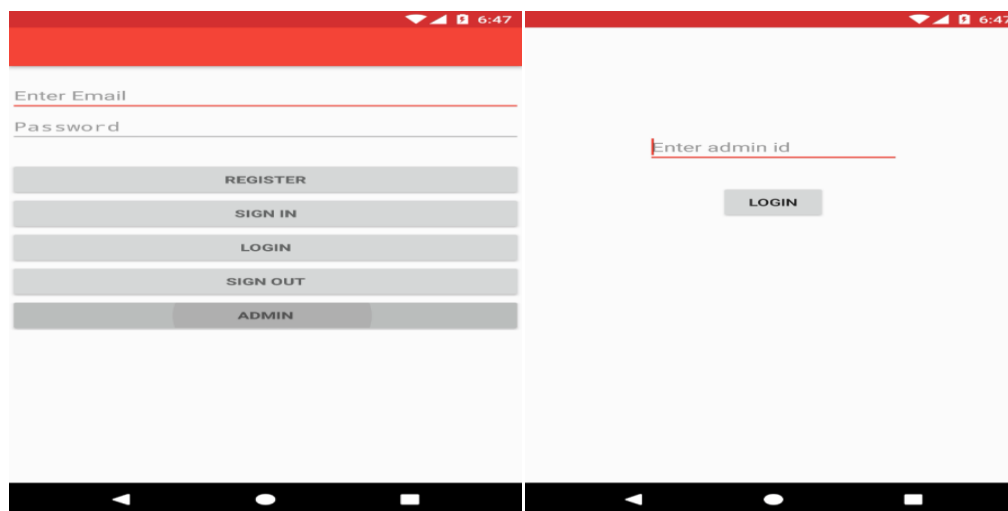 6:47
Enter Email
Password
REGISTER
SIGN IN
LOGIN
SIGN OUT
ADMIN
6:47
Enter admin id
LOGIN